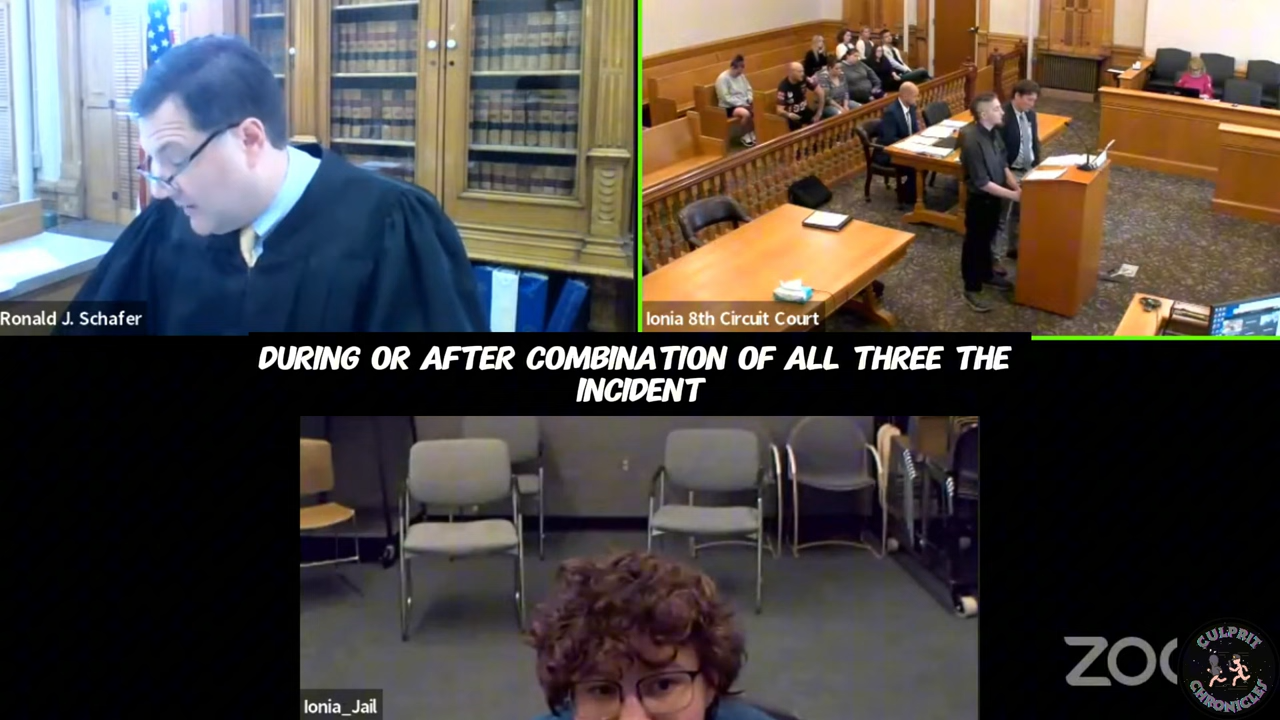 Ronald J. Schafer
Ionia 8th Circuit Court
DURING OR AFTER COMBINATION OF ALL THREE THE
INCIDENT
Ionia_Jail
ZOO
CULPRIT
CHRONICLES